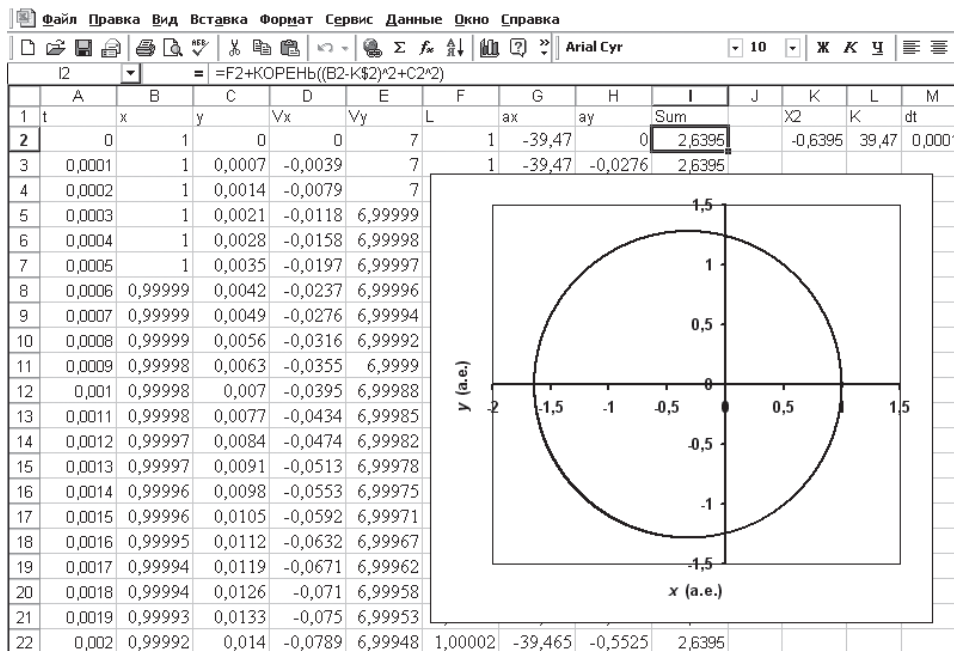 Файл Правка Вид Вставка Формат Сервис Данные Окно Справка
Arial Cyr 10 Ж К Ч
I2 = =F2+КОРЕНЬ((B2-K$2)^2+C2^2)
A B C D E F G H I J K L M
1 t x y Vx Vy L ax ay Sum X2 K dt
2 0 1 0 0 7 1 -39,47 0 2,6395 -0,6395 39,47 0,0001
3 0,0001 1 0,0007 -0,0039 7 1 -39,47 -0,0276 2,6395
4 0,0002 1 0,0014 -0,0079 7
5 0,0003 1 0,0021 -0,0118 6,99999
6 0,0004 1 0,0028 -0,0158 6,99998
7 0,0005 1 0,0035 -0,0197 6,99997
8 0,0006 0,99999 0,0042 -0,0237 6,99996
9 0,0007 0,99999 0,0049 -0,0276 6,99994
10 0,0008 0,99999 0,0056 -0,0316 6,99992
11 0,0009 0,99998 0,0063 -0,0355 6,9999
12 0,001 0,99998 0,007 -0,0395 6,99988
13 0,0011 0,99998 0,0077 -0,0434 6,99985
14 0,0012 0,99997 0,0084 -0,0474 6,99982
15 0,0013 0,99997 0,0091 -0,0513 6,99978
16 0,0014 0,99996 0,0098 -0,0553 6,99975
17 0,0015 0,99996 0,0105 -0,0592 6,99971
18 0,0016 0,99995 0,0112 -0,0632 6,99967
19 0,0017 0,99994 0,0119 -0,0671 6,99962
20 0,0018 0,99994 0,0126 -0,071 6,99958
21 0,0019 0,99993 0,0133 -0,075 6,99953
22 0,002 0,99992 0,014 -0,0789 6,99948 1,00002 -39,465 -0,5525 2,6395
1,5
1
0,5
0
y (а.е.)
-2 -1,5 -1 -0,5 0 0,5 1 1,5
-0,5
-1
-1,5
x (а.е.)